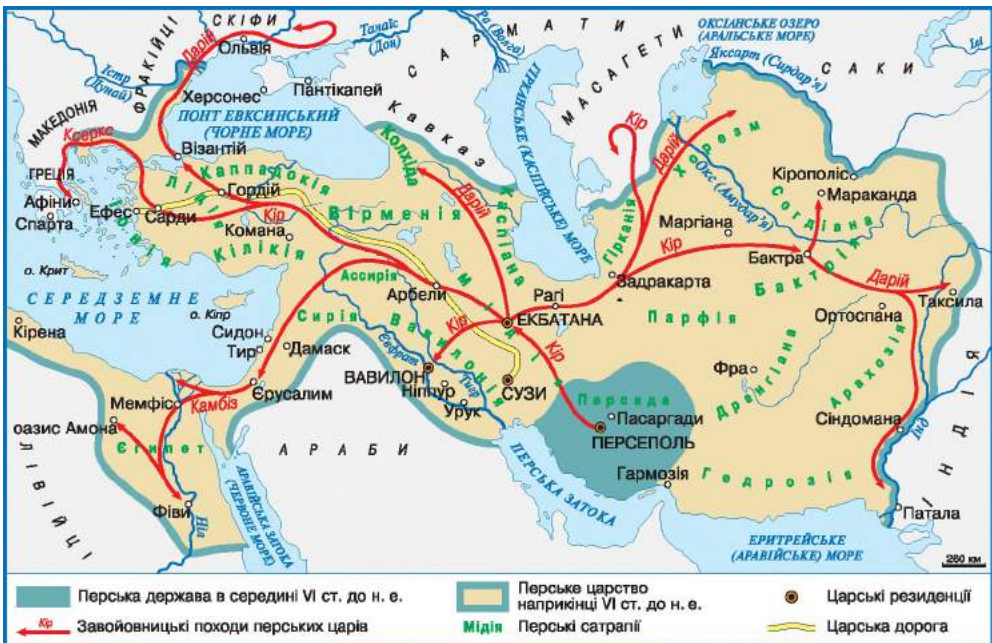 СКІФИ
Ольвія
Дарій
Танаїс
(Дон)
Ра (Волга)
САРМАТИ
МАСАГЕТИ
ОКСІАНСЬКЕ ОЗЕРО
(АРАЛЬСЬКЕ МОРЕ)
Яксарт (Сирдар'я)
Ілі
САКИ
ФРАКІЙЦІ
Істр
(Дунай)
Херсонес
Пантікапей
ПОНТ ЕВКСИНСЬКИЙ
(ЧОРНЕ МОРЕ)
Кавказ
ГІРКАНСЬКЕ (КАСПІЙСЬКЕ) МОРЕ
МАКЕДОНІЯ
Ксеркс
Візантій
Колхіда
Кір
Дарій
Хорезм
Окс (Амудар'я)
Кірополіс
Мараканда
Согдіана
ГРЕЦІЯ
Афіни
Спарта
Ефес
Сарди
Іонія
Лідія
Каппадокія
Гордій
Кір
Комана
Кілікія
Вірменія
Дарій
Каспіана
Гірканія
Маргіана
Кір
Задракарта
Бактра
Бактрія
Дарій
Таксила
о. Крит
СЕРЕДЗЕМНЕ
МОРЕ
о. Кіпр
Кірена
Ассирія
Арбели
Мідія
Рагі
ЕКБАТАНА
Парфія
Ортоспана
Сирія
Сидон
Тир
Дамаск
Євфрат
Вавилонія
Кір
Кір
Тигр
ВАВИЛОН
Ніппур
Урук
СУЗИ
Фра
Дрангіана
Арахозія
Єрусалим
Камбіз
Мемфіс
оазис Амона
Єгипет
Персида
Пасаргади
ПЕРСЕПОЛЬ
Гармозія
Гедрозія
Сіндомана
Інд
ІНДІЯ
Патала
ЛІВІЙЦІ
АРАБИ
Фіви
Ніл
АРАВІЙСЬКА ЗАТОКА
(ЧЕРВОНЕ МОРЕ)
ПЕРСЬКА ЗАТОКА
ЕРИТРЕЙСЬКЕ
(АРАВІЙСЬКЕ) МОРЕ
260 км
Перська держава в середині VI ст. до н. е.
Перське царство
наприкінці VI ст. до н. е.
Царські резиденції
Кір Завойовницькі походи перських царів
Мідія Перські сатрапії
Царська дорога